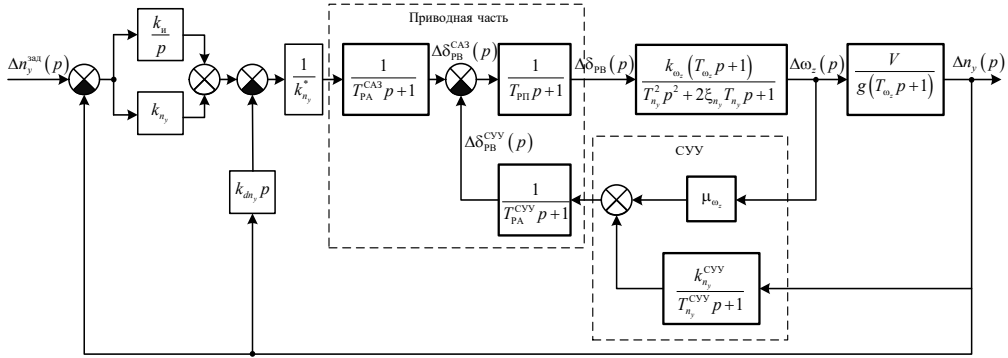 Приводная часть
Δn_y^зад(p)
k_и / p
k_{n_y}
1 / k*_{n_y}
1 / (T_РА^САЗ p+1)
Δδ_РВ^САЗ(p)
1 / (T_РП p+1)
Δδ_РВ(p)
k_{ω_z}(T_{ω_z} p+1) / (T_{n_y}^2 p^2+2ξ_{n_y}T_{n_y} p+1)
Δω_z(p)
V / g(T_{ω_z} p+1)
Δn_y(p)
Δδ_РВ^СУУ(p)
СУУ
k_{dn_y} p
1 / (T_РА^СУУ p+1)
μ_{ω_z}
k_{n_y}^СУУ / (T_{n_y}^СУУ p+1)